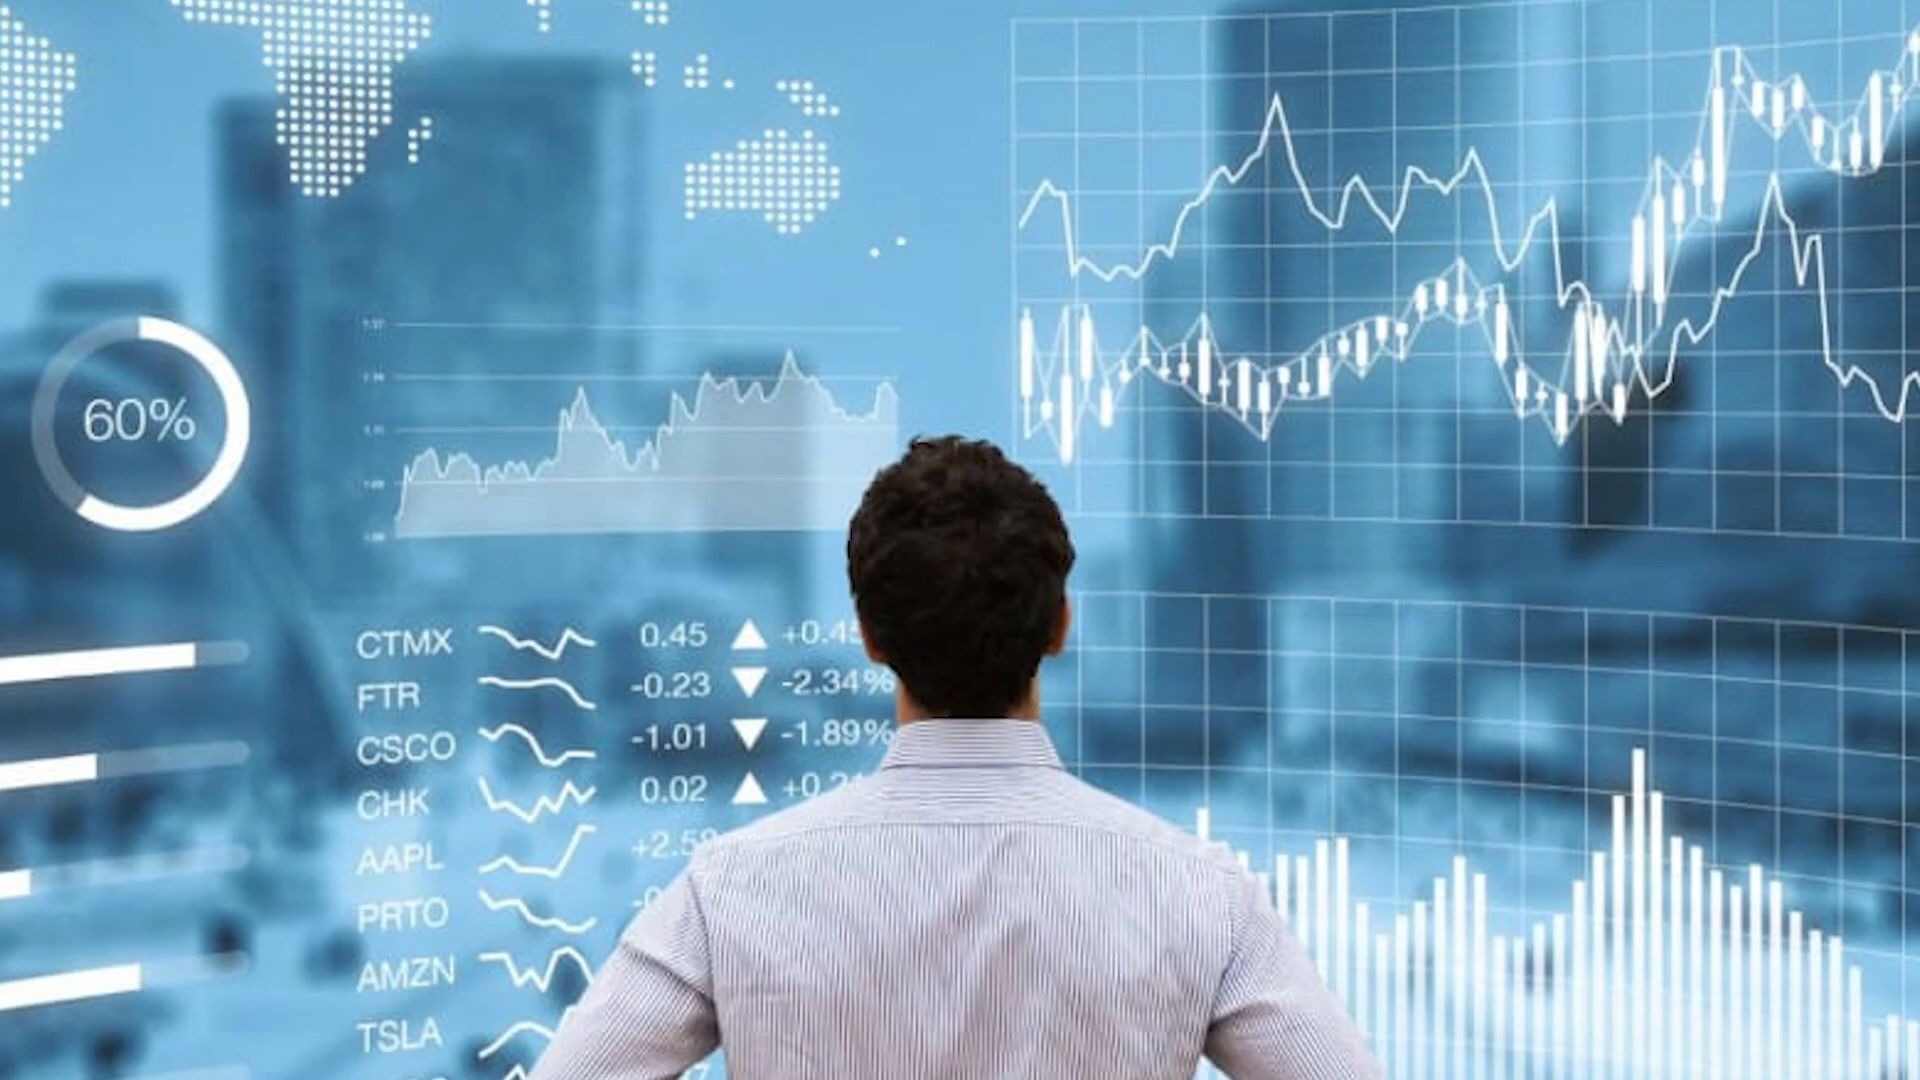 60%
CTMX 0.45 ▲ +0.45
FTR -0.23 ▼ -2.34%
CSCO -1.01 ▼ -1.89%
CHK 0.02 ▲
AAPL
PRTO
AMZN
TSLA